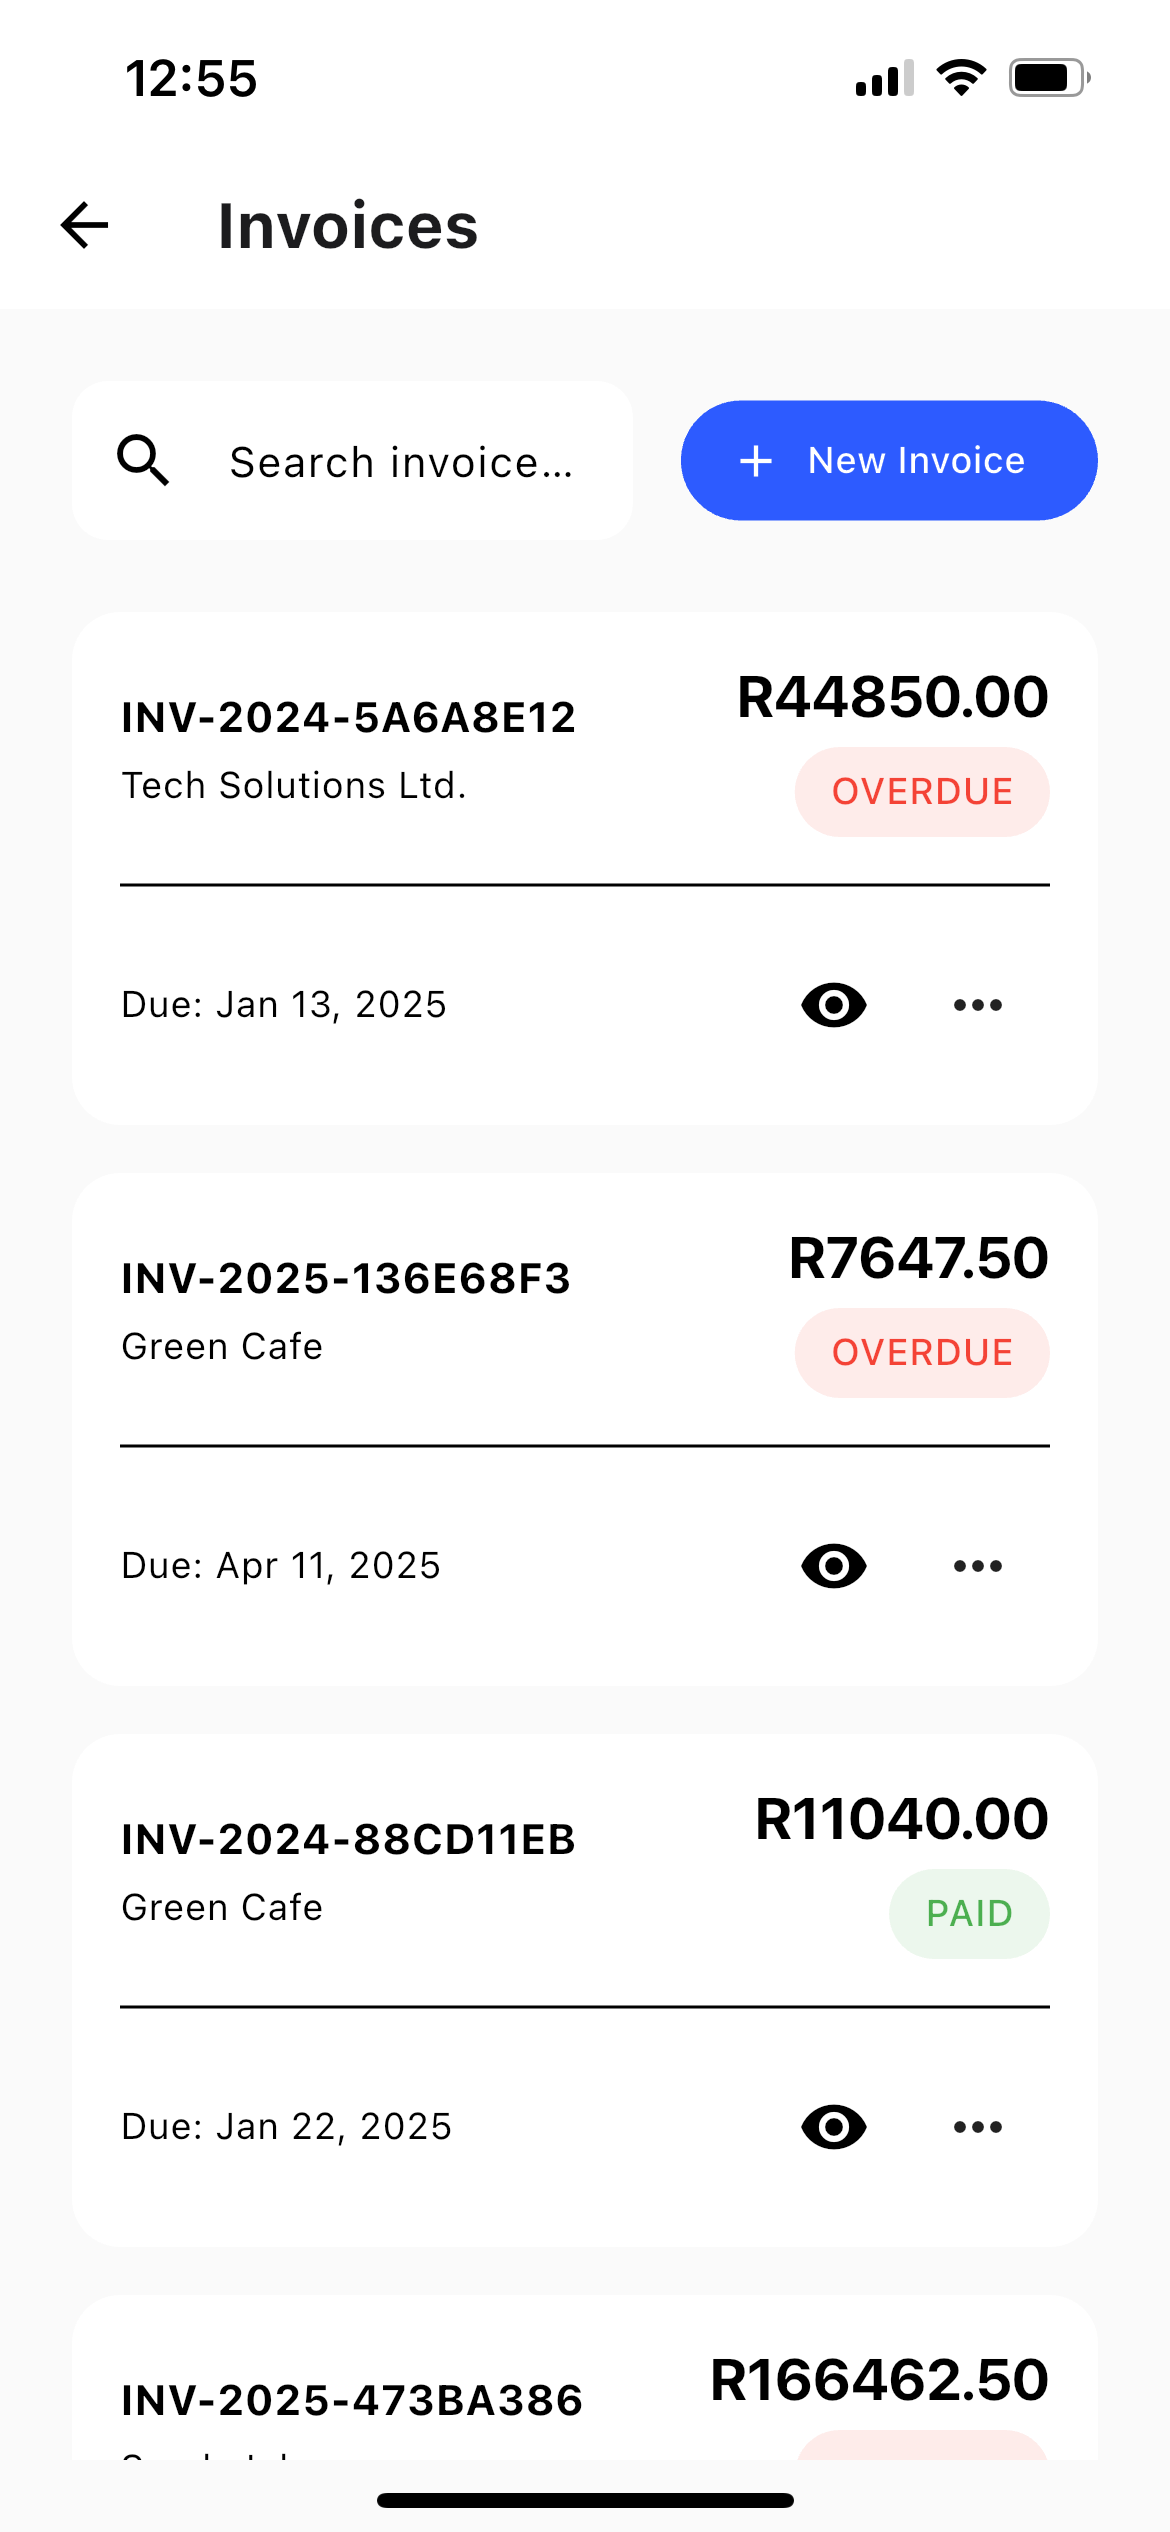 12:55
Invoices
Search invoice...
+ New Invoice
INV-2024-5A6A8E12
R44850.00
Tech Solutions Ltd.
OVERDUE
Due: Jan 13, 2025
INV-2025-136E68F3
R7647.50
Green Cafe
OVERDUE
Due: Apr 11, 2025
INV-2024-88CD11EB
R11040.00
Green Cafe
PAID
Due: Jan 22, 2025
INV-2025-473BA386
R166462.50